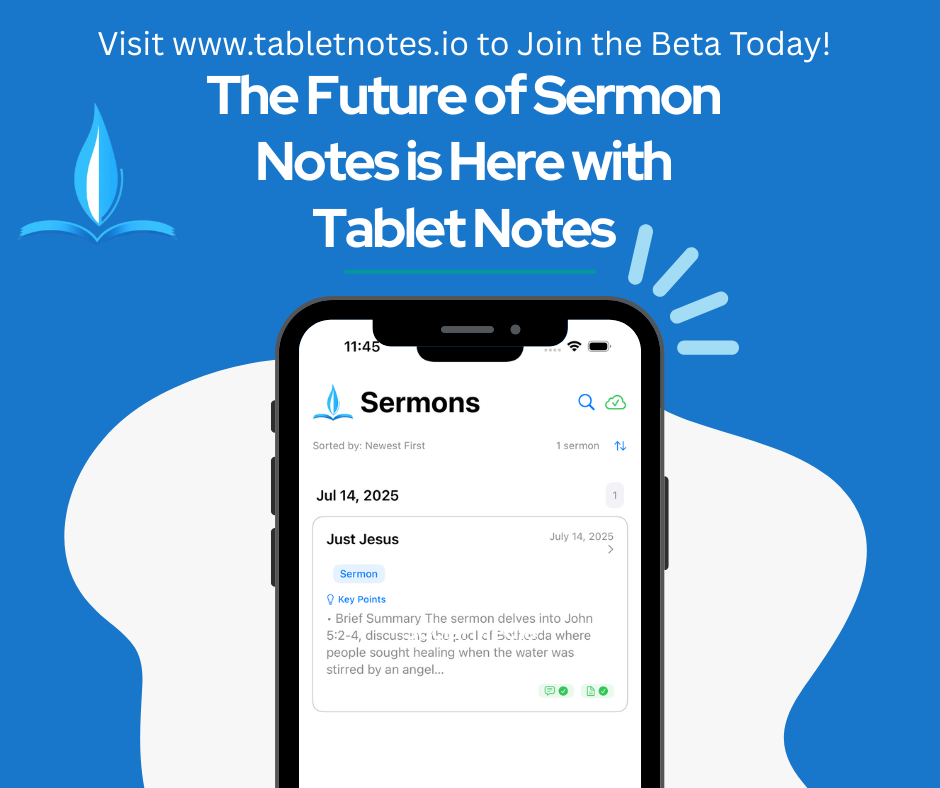 Visit www.tabletnotes.io to Join the Beta Today!
The Future of Sermon
Notes is Here with
Tablet Notes
11:45
Sermons
Sorted by: Newest First
1 sermon
Jul 14, 2025
1
Just Jesus
July 14, 2025
Sermon
Key Points
• Brief Summary The sermon delves into John
5:2-4, discussing the pool of Bethesda where
people sought healing when the water was
stirred by an angel...